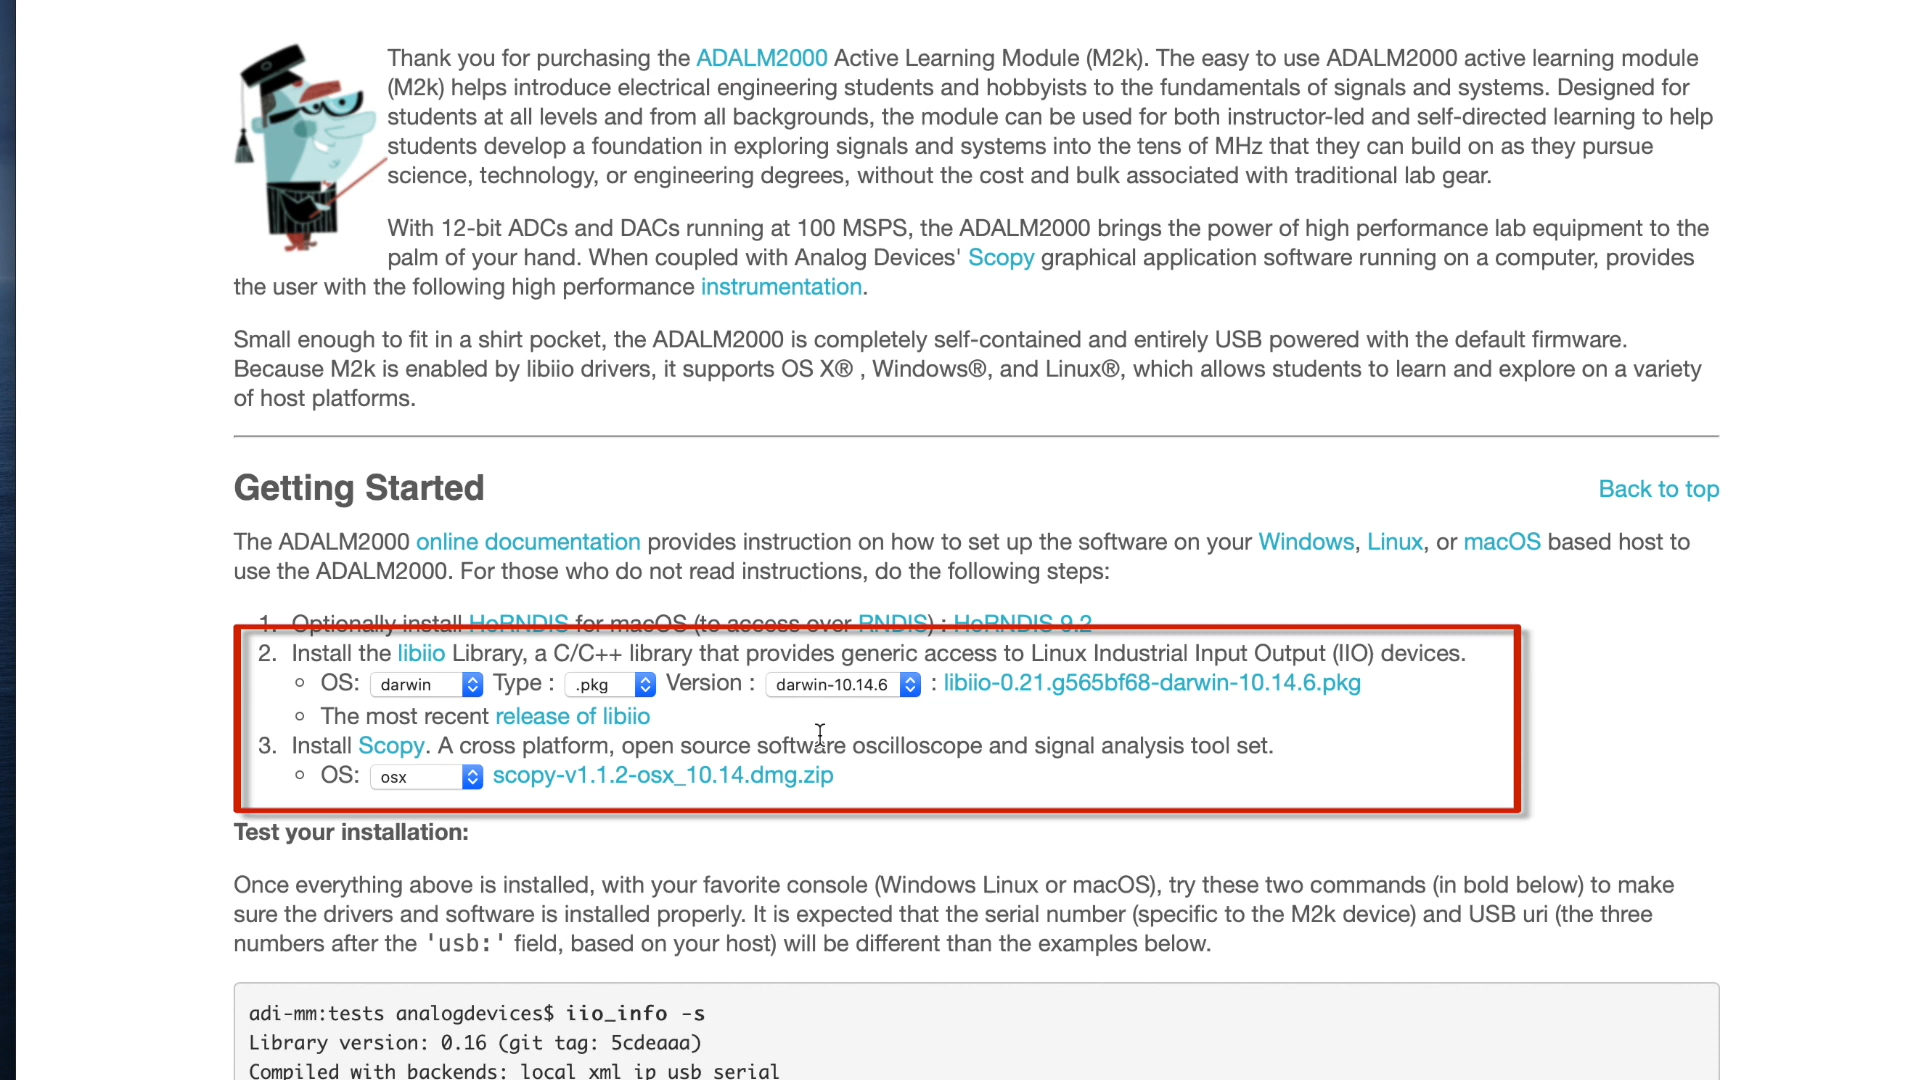 Thank you for purchasing the ADALM2000 Active Learning Module (M2k). The easy to use ADALM2000 active learning module
(M2k) helps introduce electrical engineering students and hobbyists to the fundamentals of signals and systems. Designed for
students at all levels and from all backgrounds, the module can be used for both instructor-led and self-directed learning to help
students develop a foundation in exploring signals and systems into the tens of MHz that they can build on as they pursue
science, technology, or engineering degrees, without the cost and bulk associated with traditional lab gear.
With 12-bit ADCs and DACs running at 100 MSPS, the ADALM2000 brings the power of high performance lab equipment to the
palm of your hand. When coupled with Analog Devices' Scopy graphical application software running on a computer, provides
the user with the following high performance instrumentation.
Small enough to fit in a shirt pocket, the ADALM2000 is completely self-contained and entirely USB powered with the default firmware.
Because M2k is enabled by libiio drivers, it supports OS X® , Windows®, and Linux®, which allows students to learn and explore on a variety
of host platforms.
Getting Started
Back to top
The ADALM2000 online documentation provides instruction on how to set up the software on your Windows, Linux, or macOS based host to
use the ADALM2000. For those who do not read instructions, do the following steps:
1. Optionally install HoRNDIS for macOS (to access over RNDIS) : HoRNDIS 9.2
2. Install the libiio Library, a C/C++ library that provides generic access to Linux Industrial Input Output (IIO) devices.
○ OS: darwin Type : .pkg Version : darwin-10.14.6 : libiio-0.21.g565bf68-darwin-10.14.6.pkg
○ The most recent release of libiio
3. Install Scopy. A cross platform, open source software oscilloscope and signal analysis tool set.
○ OS: osx scopy-v1.1.2-osx_10.14.dmg.zip
Test your installation:
Once everything above is installed, with your favorite console (Windows Linux or macOS), try these two commands (in bold below) to make
sure the drivers and software is installed properly. It is expected that the serial number (specific to the M2k device) and USB uri (the three
numbers after the 'usb:' field, based on your host) will be different than the examples below.
adi-mm:tests analogdevices$ iio_info -s
Library version: 0.16 (git tag: 5cdeaaa)
Compiled with backends: local xml ip usb serial